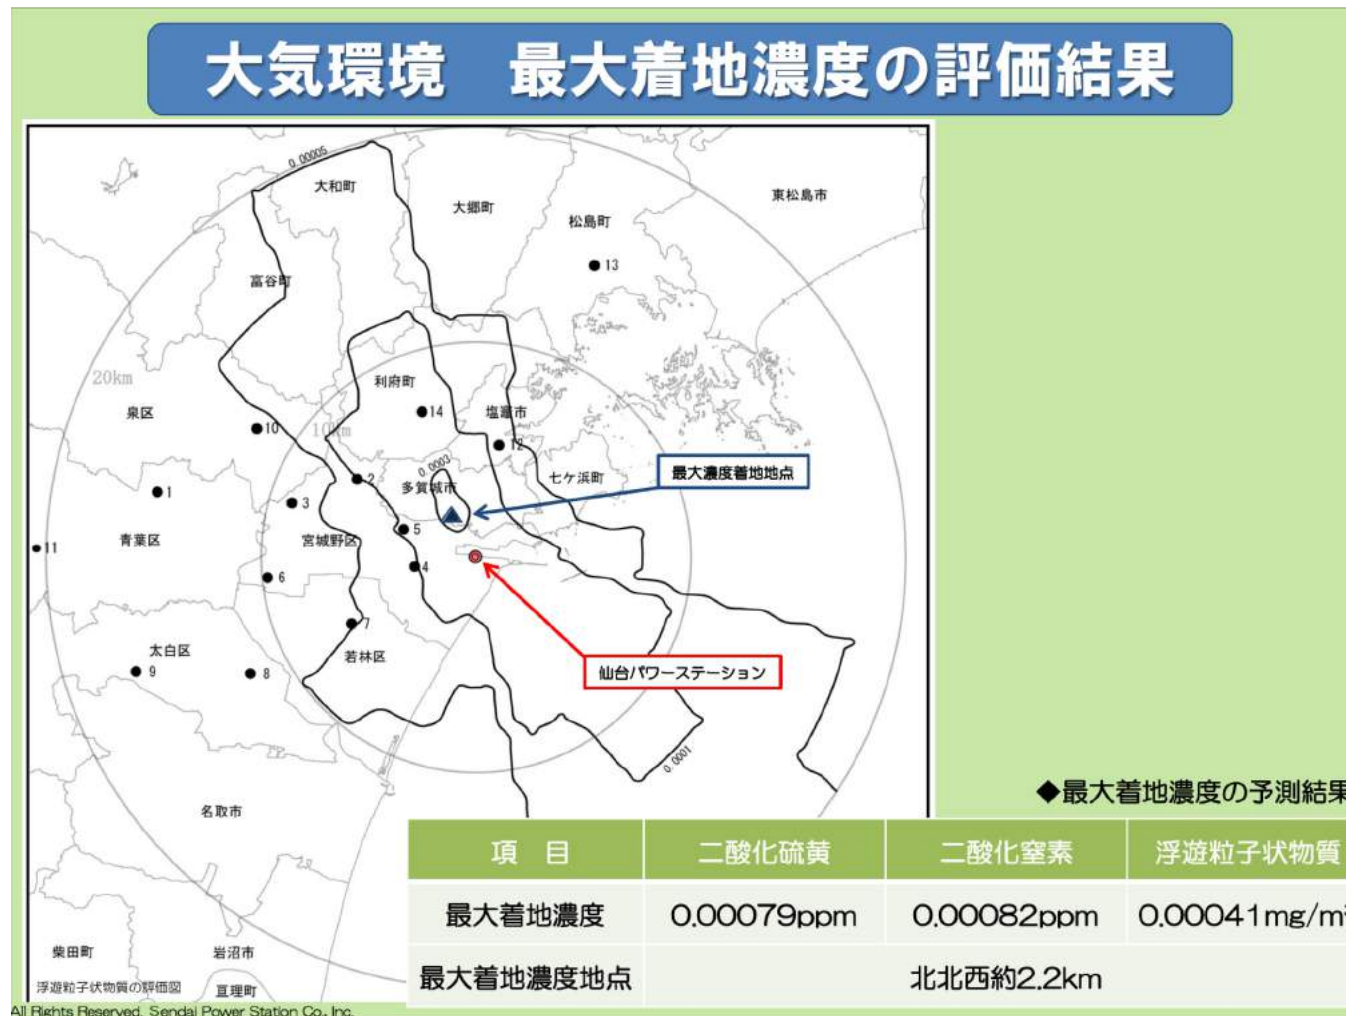 大気環境　最大着地濃度の評価結果
0.00005
大和町
大郷町
松島町
東松島市
13
富谷町
20km
利府町
泉区
14
塩竈市
10
10km
12
0.0003
2
多賀城市
七ケ浜町
最大濃度着地地点
1
3
5
宮城野区
青葉区
11
4
6
7
太白区
若林区
9
8
仙台パワーステーション
0.0001
◆最大着地濃度の予測結果
名取市
項　目　二酸化硫黄　二酸化窒素　浮遊粒子状物質
最大着地濃度　0.00079ppm　0.00082ppm　0.00041mg/m³
最大着地濃度地点　北北西約2.2km
柴田町
岩沼市
浮遊粒子状物質の評価図
亘理町
All Rights Reserved. Sendai Power Station Co., Inc.